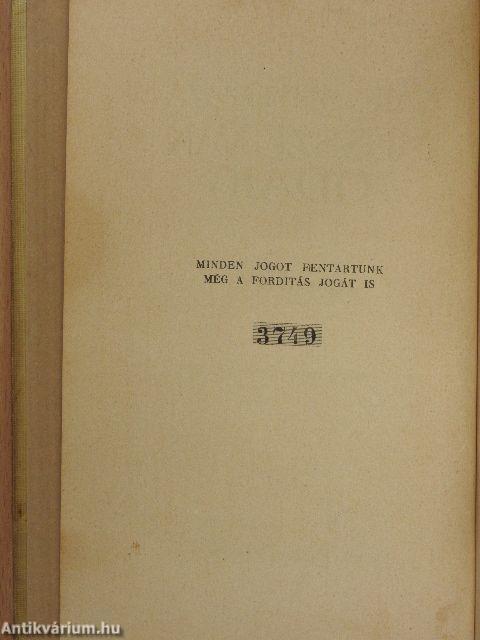 MINDEN JOGOT FENTARTUNK
MÉG A FORDITÁS JOGÁT IS
3749
Antikvárium.hu